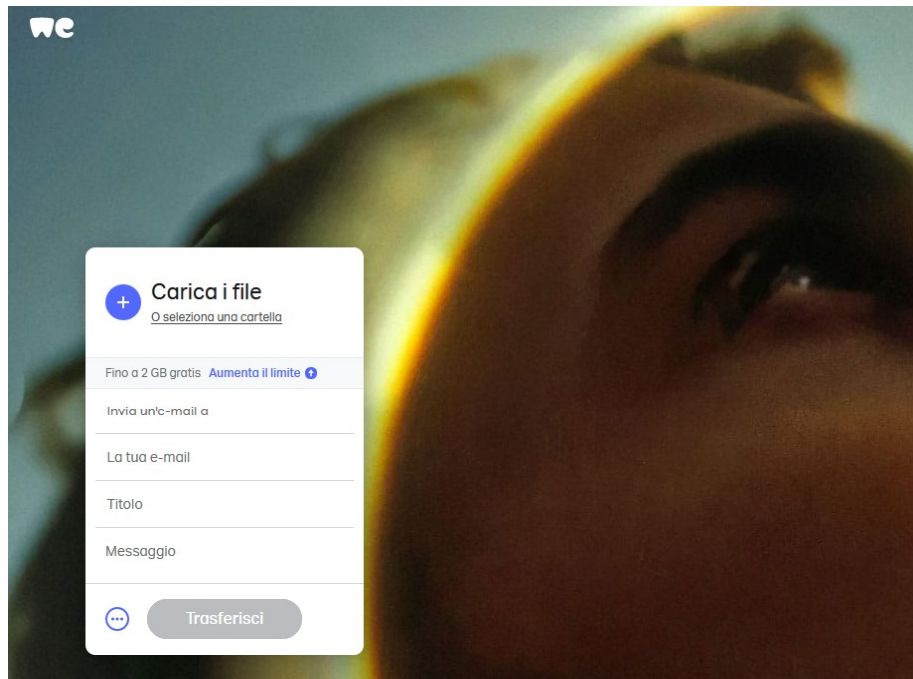 we
Carica i file
O seleziona una cartella
Fino a 2 GB gratis Aumenta il limite
Invia un'e-mail a
La tua e-mail
Titolo
Messaggio
Trasferisci